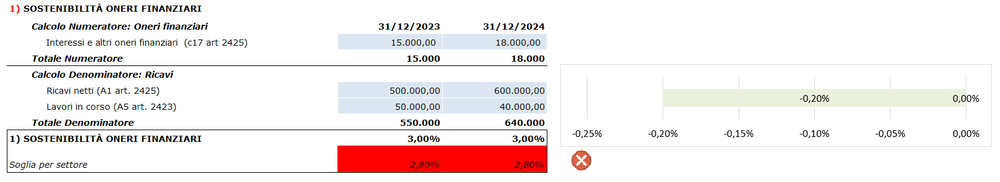 1) SOSTENIBILITÀ ONERI FINANZIARI
Calcolo Numeratore: Oneri finanziari 31/12/2023 31/12/2024
Interessi e altri oneri finanziari (c17 art 2425) 15.000,00 18.000,00
Totale Numeratore 15.000 18.000
Calcolo Denominatore: Ricavi
Ricavi netti (A1 art. 2425) 500.000,00 600.000,00
Lavori in corso (A5 art. 2423) 50.000,00 40.000,00
Totale Denominatore 550.000 640.000
1) SOSTENIBILITÀ ONERI FINANZIARI 3,00% 3,00%
Soglia per settore 2,80% 2,80%
-0,20% 0,00%
-0,25% -0,20% -0,15% -0,10% -0,05% 0,00%